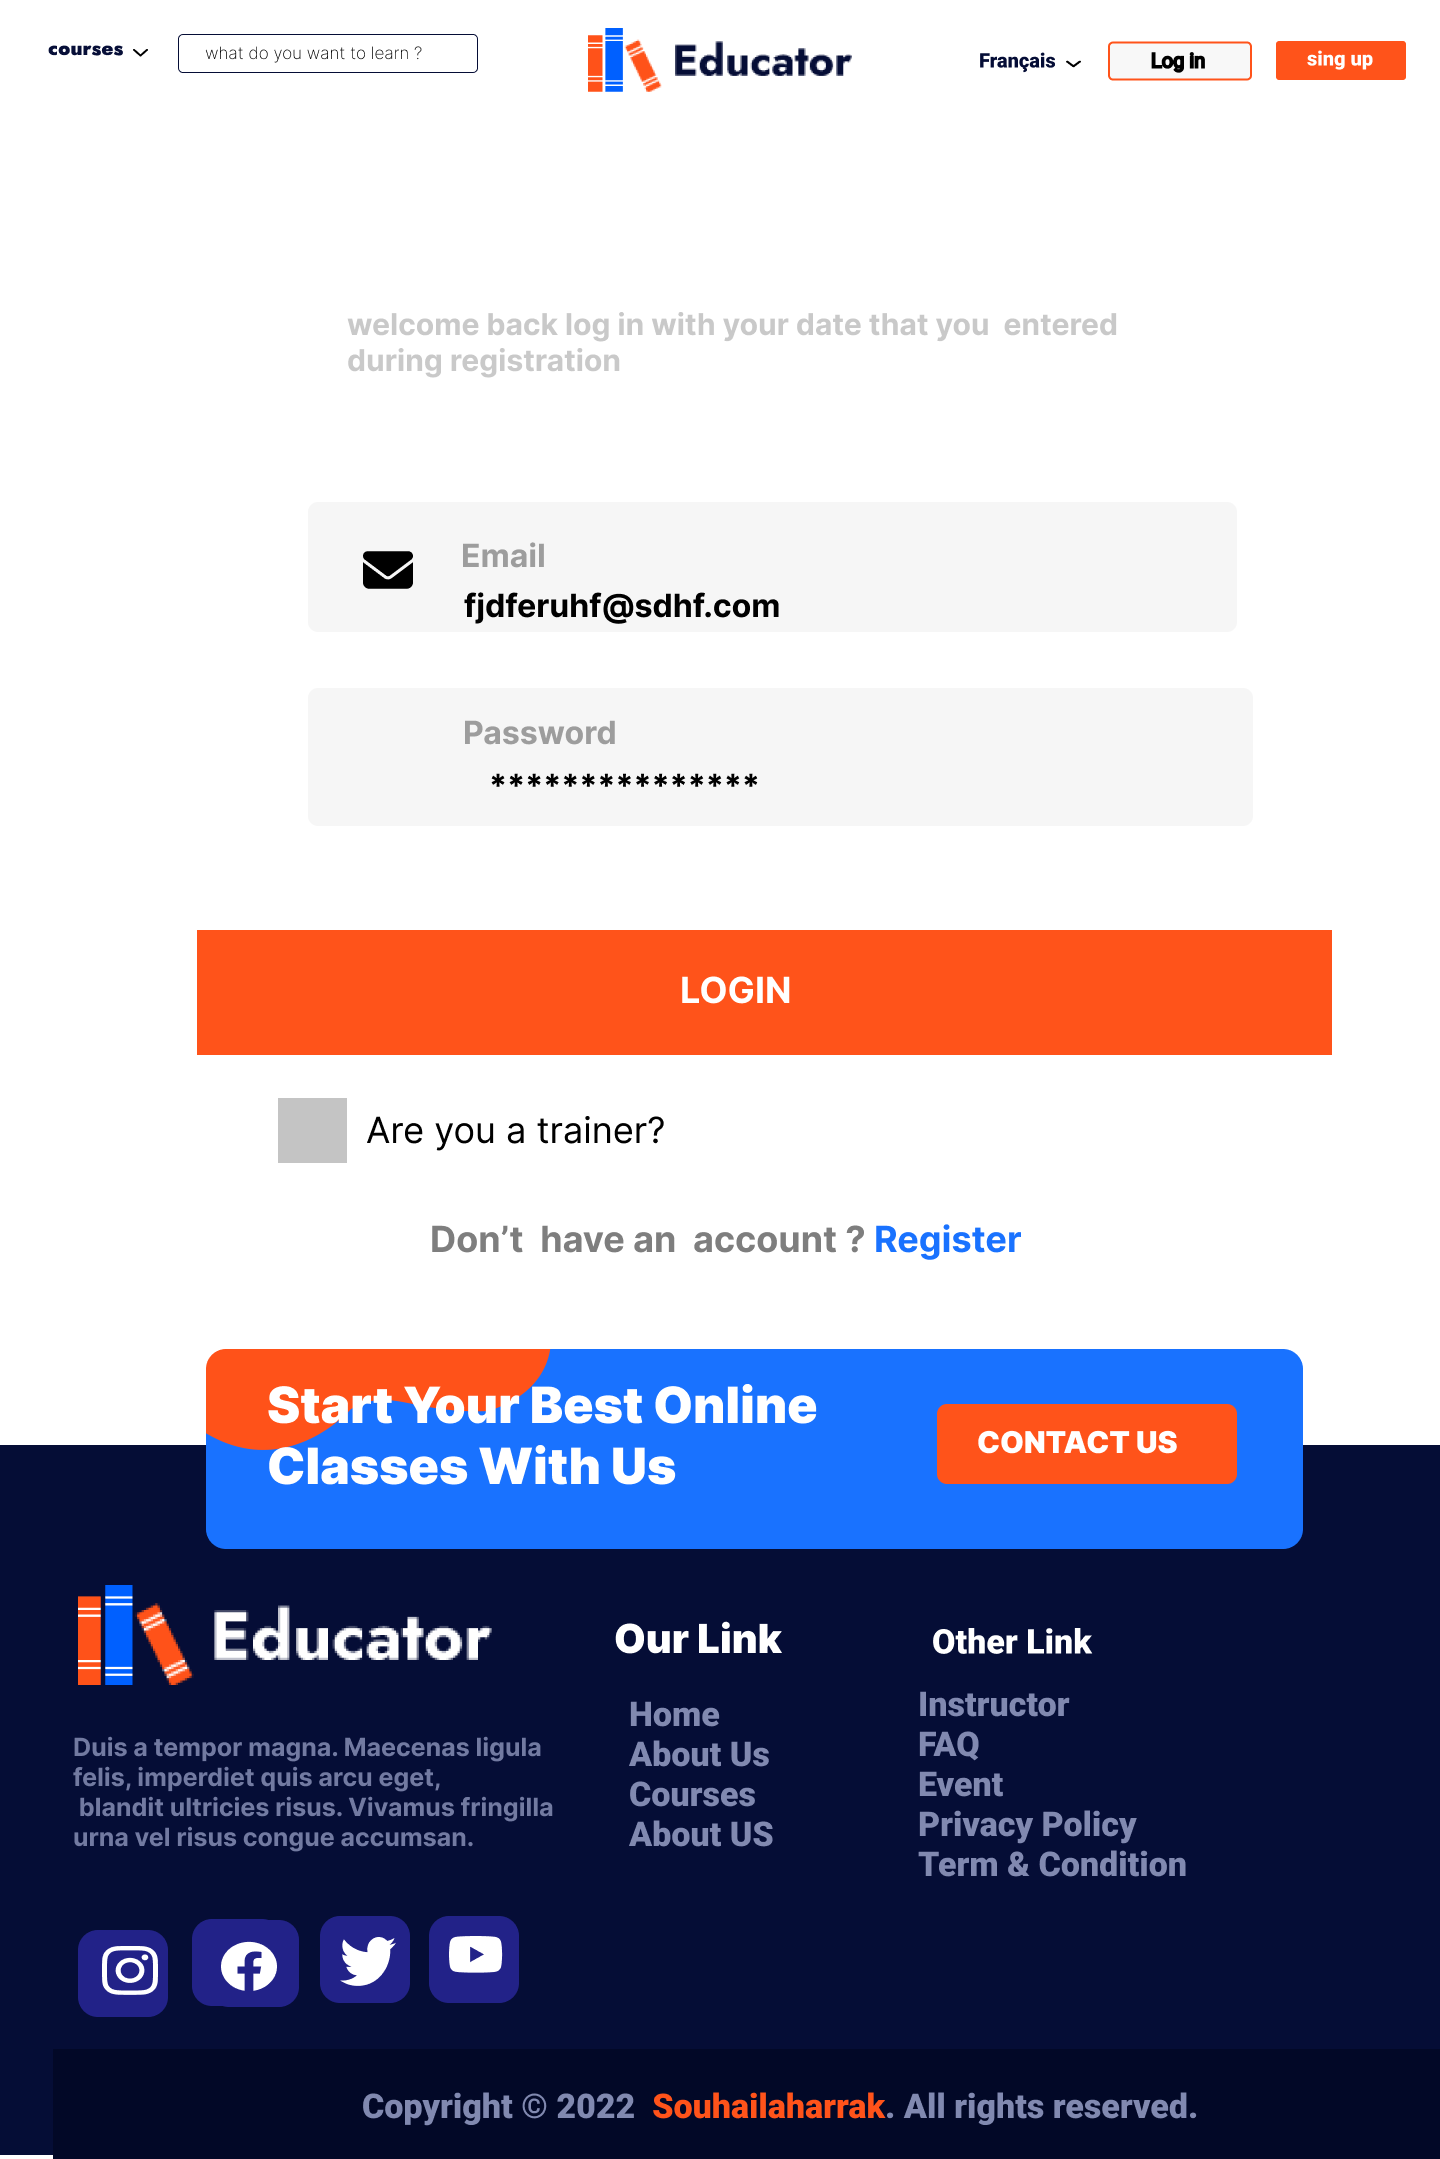 courses
what do you want to learn ?
Educator
Français
Log in
sing up
welcome back log in with your date that you  entered
during registration
Email
fjdferuhf@sdhf.com
Password
***************
LOGIN
Are you a trainer?
Don’t  have an  account ? Register
Start Your Best Online
Classes With Us
CONTACT US
Educator
Duis a tempor magna. Maecenas ligula
felis, imperdiet quis arcu eget,
blandit ultricies risus. Vivamus fringilla
urna vel risus congue accumsan.
Our Link
Home
About Us
Courses
About US
Other Link
Instructor
FAQ
Event
Privacy Policy
Term & Condition
Copyright © 2022  Souhailaharrak. All rights reserved.